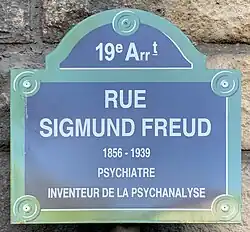 19e Arrt
RUE
SIGMUND FREUD
1856 - 1939
PSYCHIATRE
INVENTEUR DE LA PSYCHANALYSE